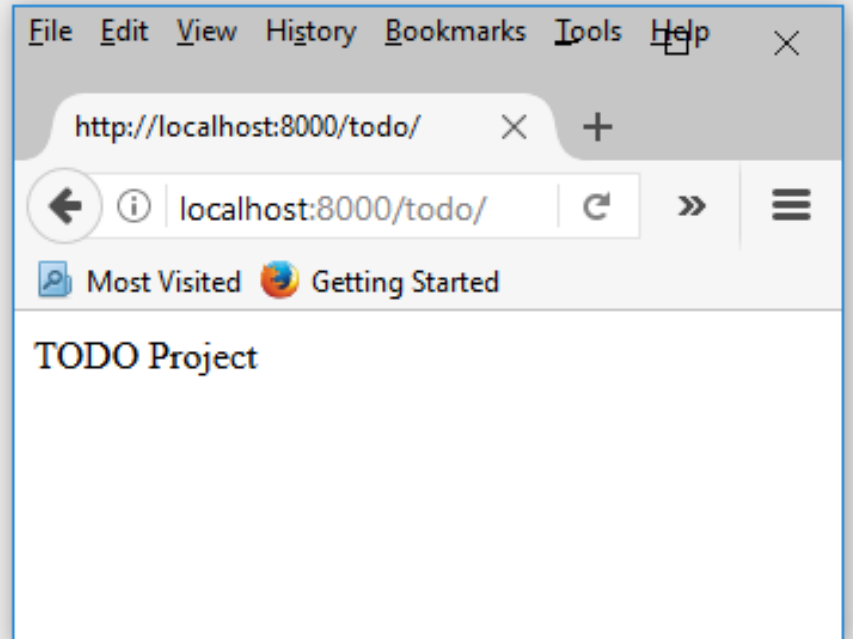 File Edit View History Bookmarks Tools Help
http://localhost:8000/todo/
localhost:8000/todo/
Most Visited Getting Started
TODO Project